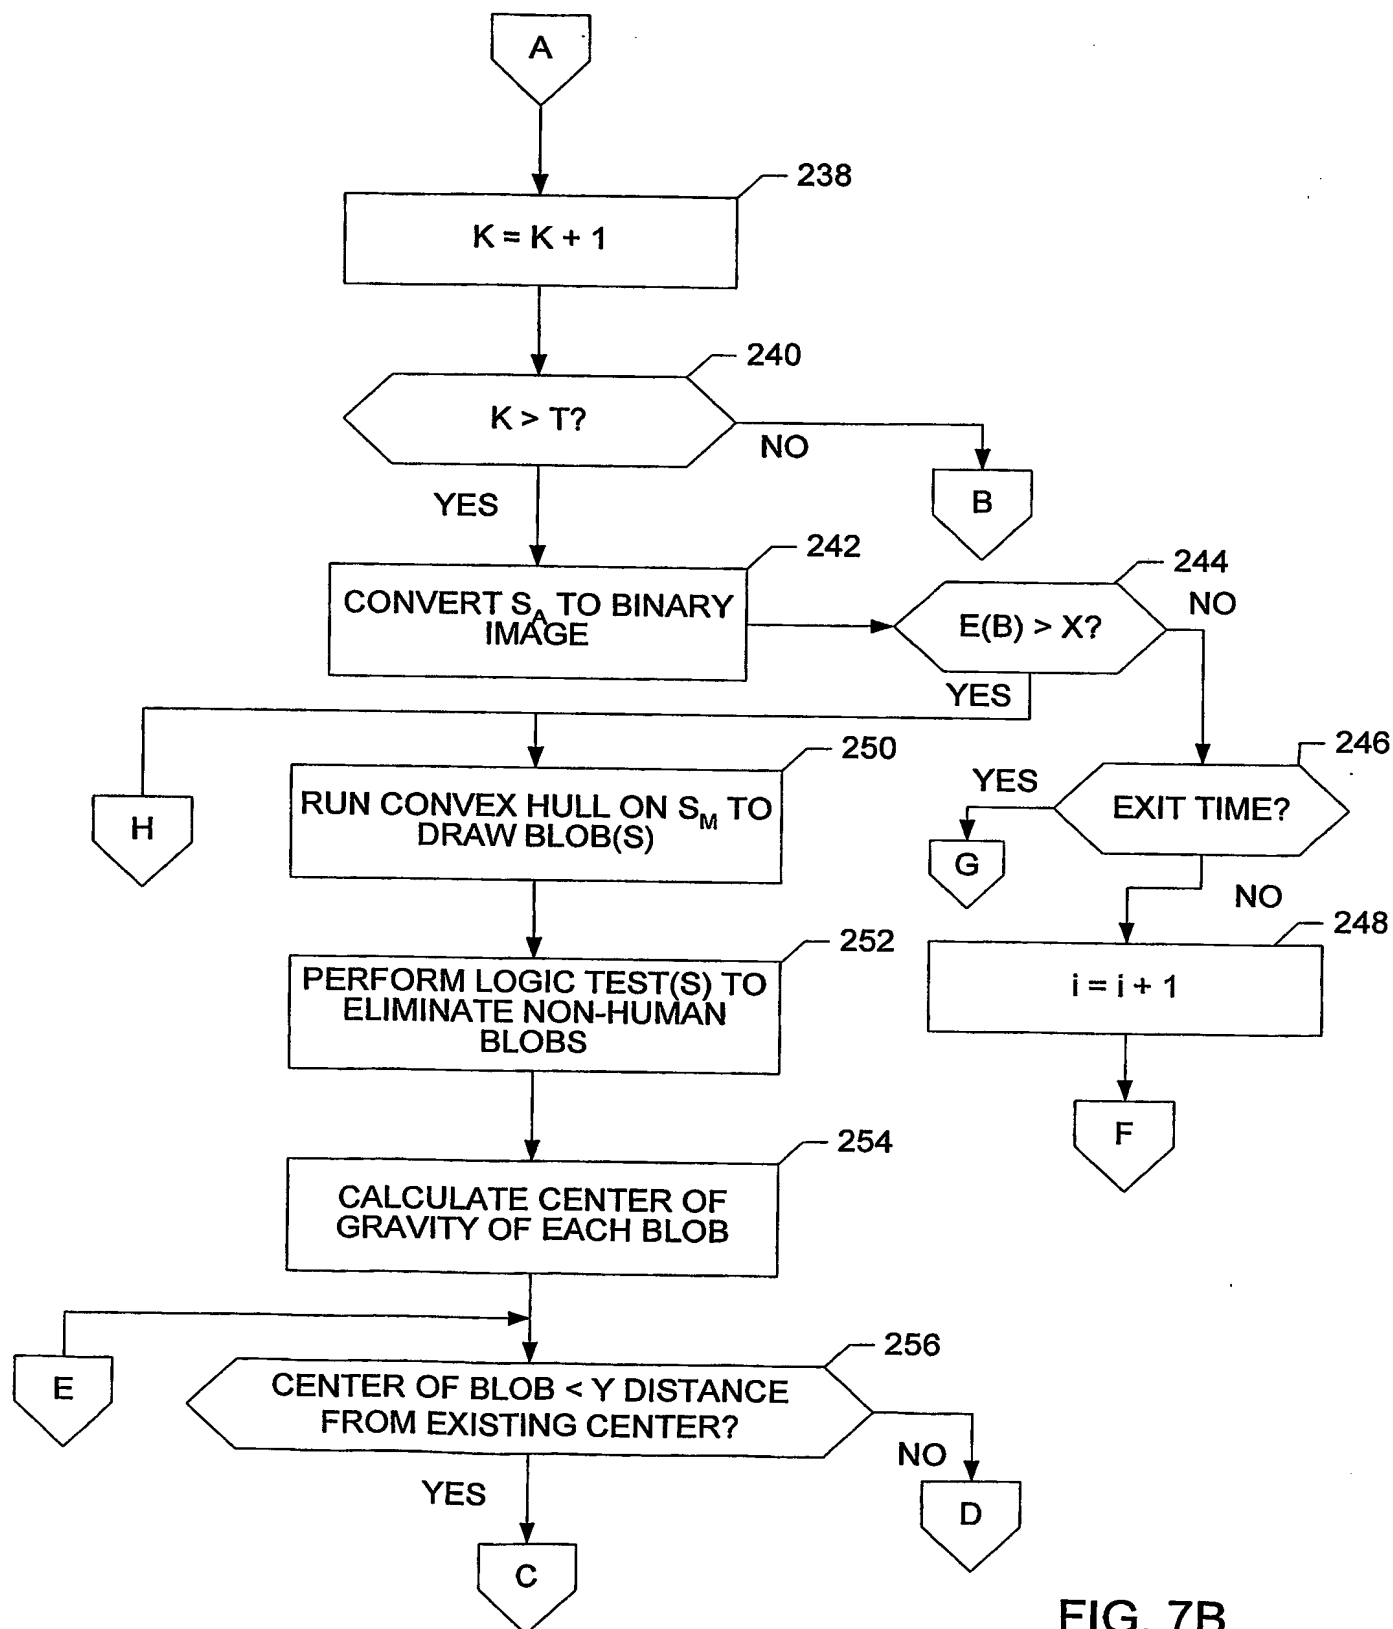 A
238
K = K + 1
240
K > T?
NO
B
YES
242
CONVERT S_A TO BINARY
IMAGE
244
E(B) > X?
NO
YES
H
250
RUN CONVEX HULL ON S_M TO
DRAW BLOB(S)
246
YES
EXIT TIME?
G
NO
248
i = i + 1
F
252
PERFORM LOGIC TEST(S) TO
ELIMINATE NON-HUMAN
BLOBS
254
CALCULATE CENTER OF
GRAVITY OF EACH BLOB
E
256
CENTER OF BLOB < Y DISTANCE
FROM EXISTING CENTER?
NO
D
YES
C
FIG. 7B